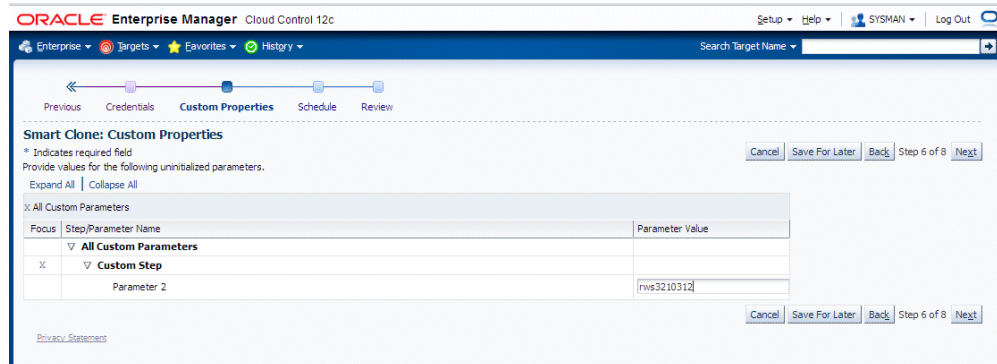 ORACLE Enterprise Manager Cloud Control 12c
Setup Help SYSMAN Log Out
Enterprise Targets Favorites History Search Target Name
Previous Credentials Custom Properties Schedule Review
Smart Clone: Custom Properties
* Indicates required field
Cancel Save For Later Back Step 6 of 8 Next
Provide values for the following uninitialized parameters.
Expand All | Collapse All
X All Custom Parameters
Focus Step/Parameter Name Parameter Value
All Custom Parameters
X Custom Step
Parameter 2 rws3210312
Cancel Save For Later Back Step 6 of 8 Next
Privacy Statement